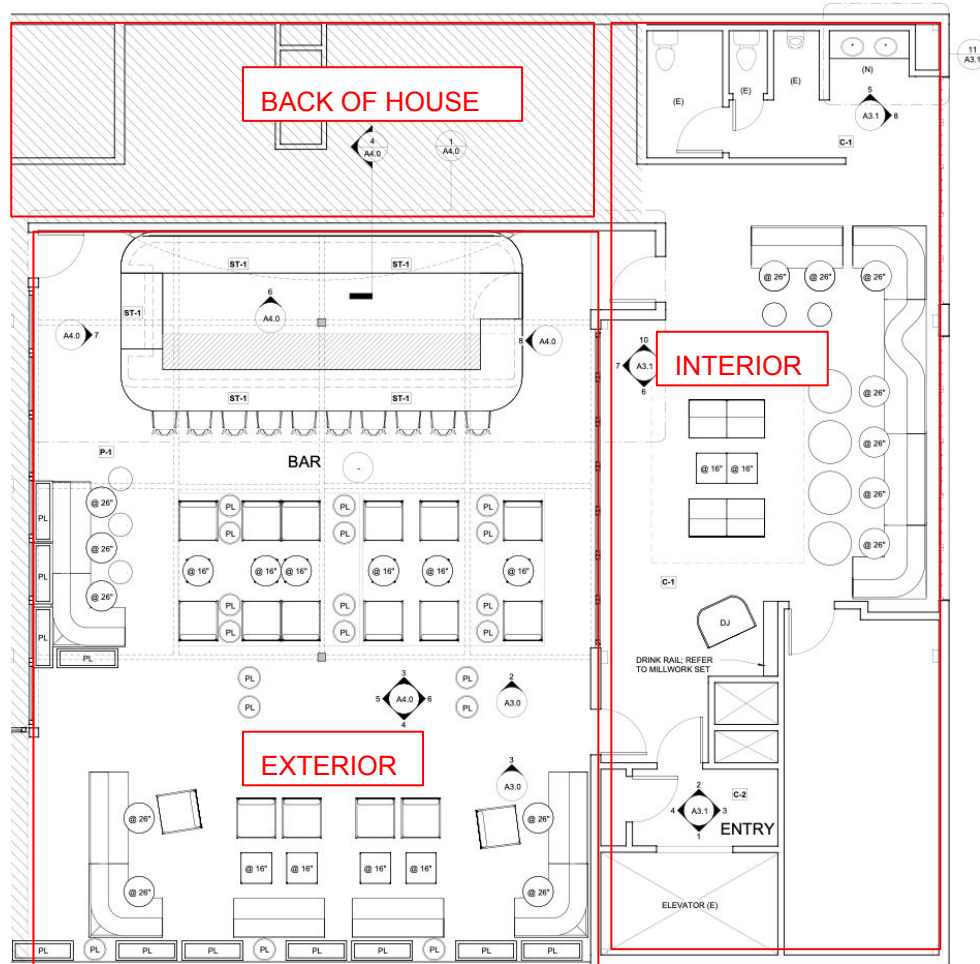 11
A3.1
BACK OF HOUSE
(E)
(E)
(E)
(N)
5
A3.1
8
C-1
4
A4.0
1
A4.0
ST-1
ST-1
ST-1
6
A4.0
A4.0
7
8
A4.0
ST-1
ST-1
BAR
-
P-1
@ 26"
@ 26"
@ 26"
10
7
A3.1
6
INTERIOR
@ 26"
@ 26"
@ 26"
@ 26"
@ 16"
@ 16"
@ 26"
@ 26"
PL
@ 26"
PL
PL
PL
PL
PL
PL
PL
@ 26"
PL
@ 16"
@ 16"
@ 16"
@ 16"
@ 16"
@ 16"
@ 26"
C-1
PL
PL
PL
PL
PL
PL
PL
PL
DJ
DRINK RAIL; REFER
TO MILLWORK SET
PL
PL
PL
PL
3
5
A4.0
6
4
2
A3.0
EXTERIOR
3
A3.0
2
4
A3.1
3
1
C-2
ENTRY
@ 26"
@ 26"
@ 16"
@ 16"
@ 16"
@ 16"
@ 26"
@ 26"
ELEVATOR (E)
PL
PL
PL
PL
PL
PL
PL
PL
PL
PL